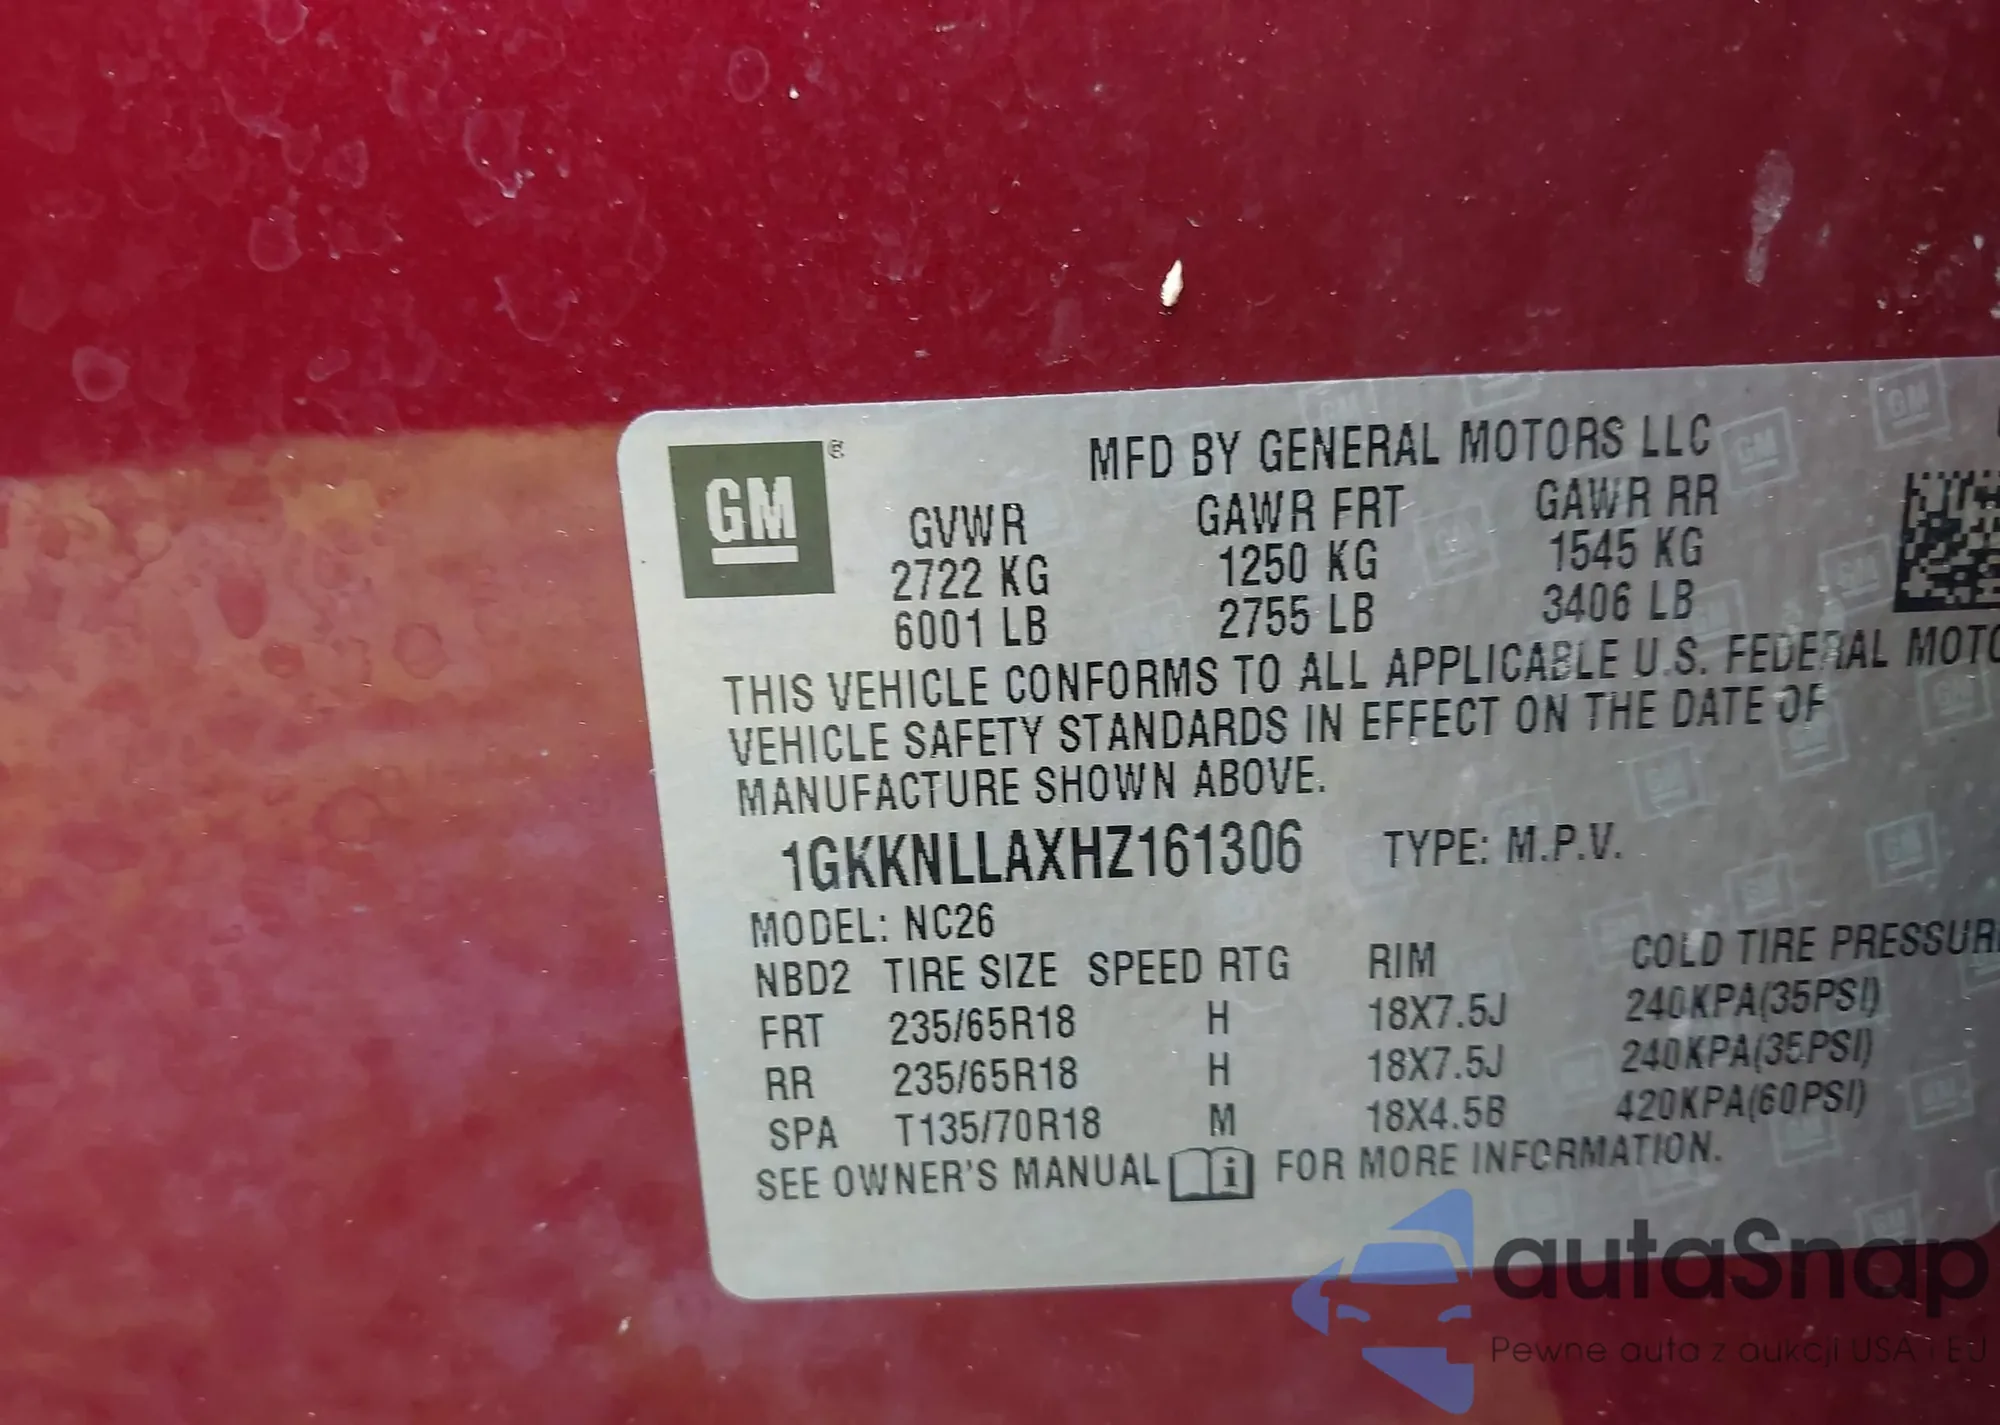 GM ®
MFD BY GENERAL MOTORS LLC
GVWR GAWR FRT GAWR RR
2722 KG 1250 KG 1545 KG
6001 LB 2755 LB 3406 LB
THIS VEHICLE CONFORMS TO ALL APPLICABLE U.S. FEDERAL MOTO
VEHICLE SAFETY STANDARDS IN EFFECT ON THE DATE OF
MANUFACTURE SHOWN ABOVE.
1GKKNLLAXHZ161306 TYPE: M.P.V.
MODEL: NC26
NBD2 TIRE SIZE SPEED RTG RIM COLD TIRE PRESSUR
FRT 235/65R18 H 18X7.5J 240KPA(35PSI)
RR 235/65R18 H 18X7.5J 240KPA(35PSI)
SPA T135/70R18 M 18X4.5B 420KPA(60PSI)
SEE OWNER'S MANUAL i FOR MORE INFORMATION.
autaSnap
Pewne auta z aukcji USA i EU